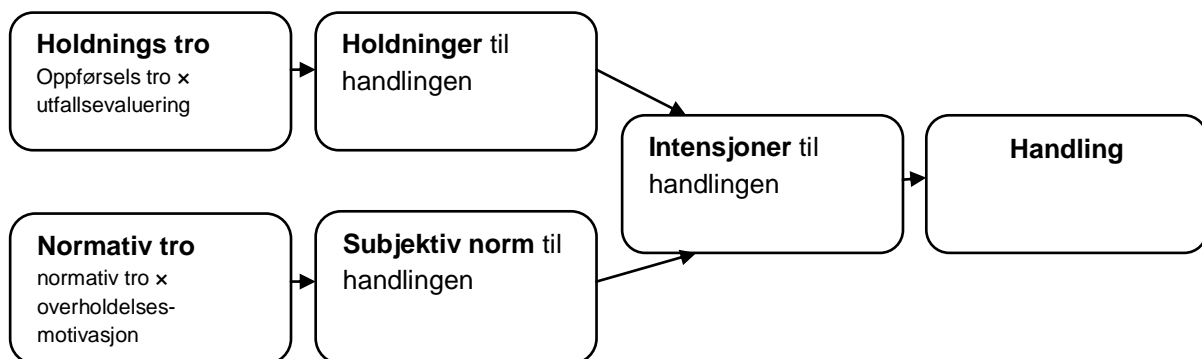 Holdnings tro
Oppførsels tro ×
utfallsevaluering
Holdninger til
handlingen
Intensjoner til
handlingen
Handling
Normativ tro
normativ tro ×
overholdelses-
motivasjon
Subjektiv norm til
handlingen